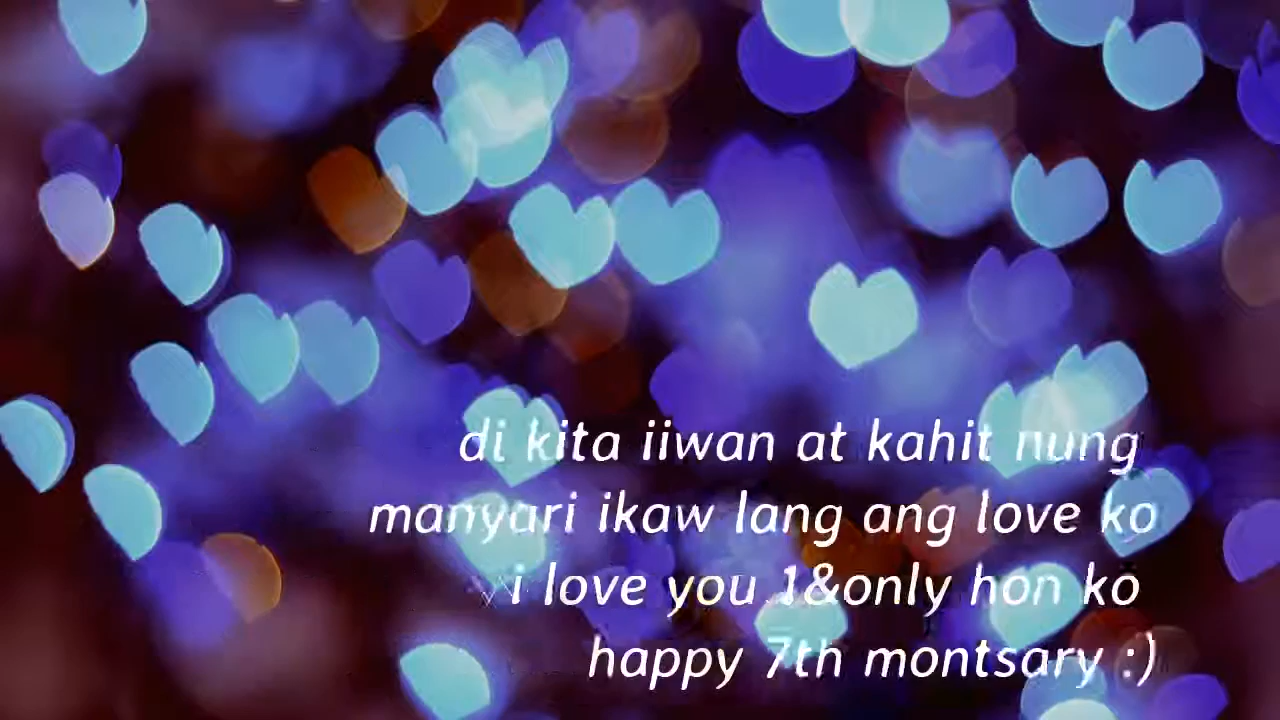 di kita iiwan at kahit nung
manyari ikaw lang ang love ko
i love you 1&only hon ko
happy 7th montsary :)